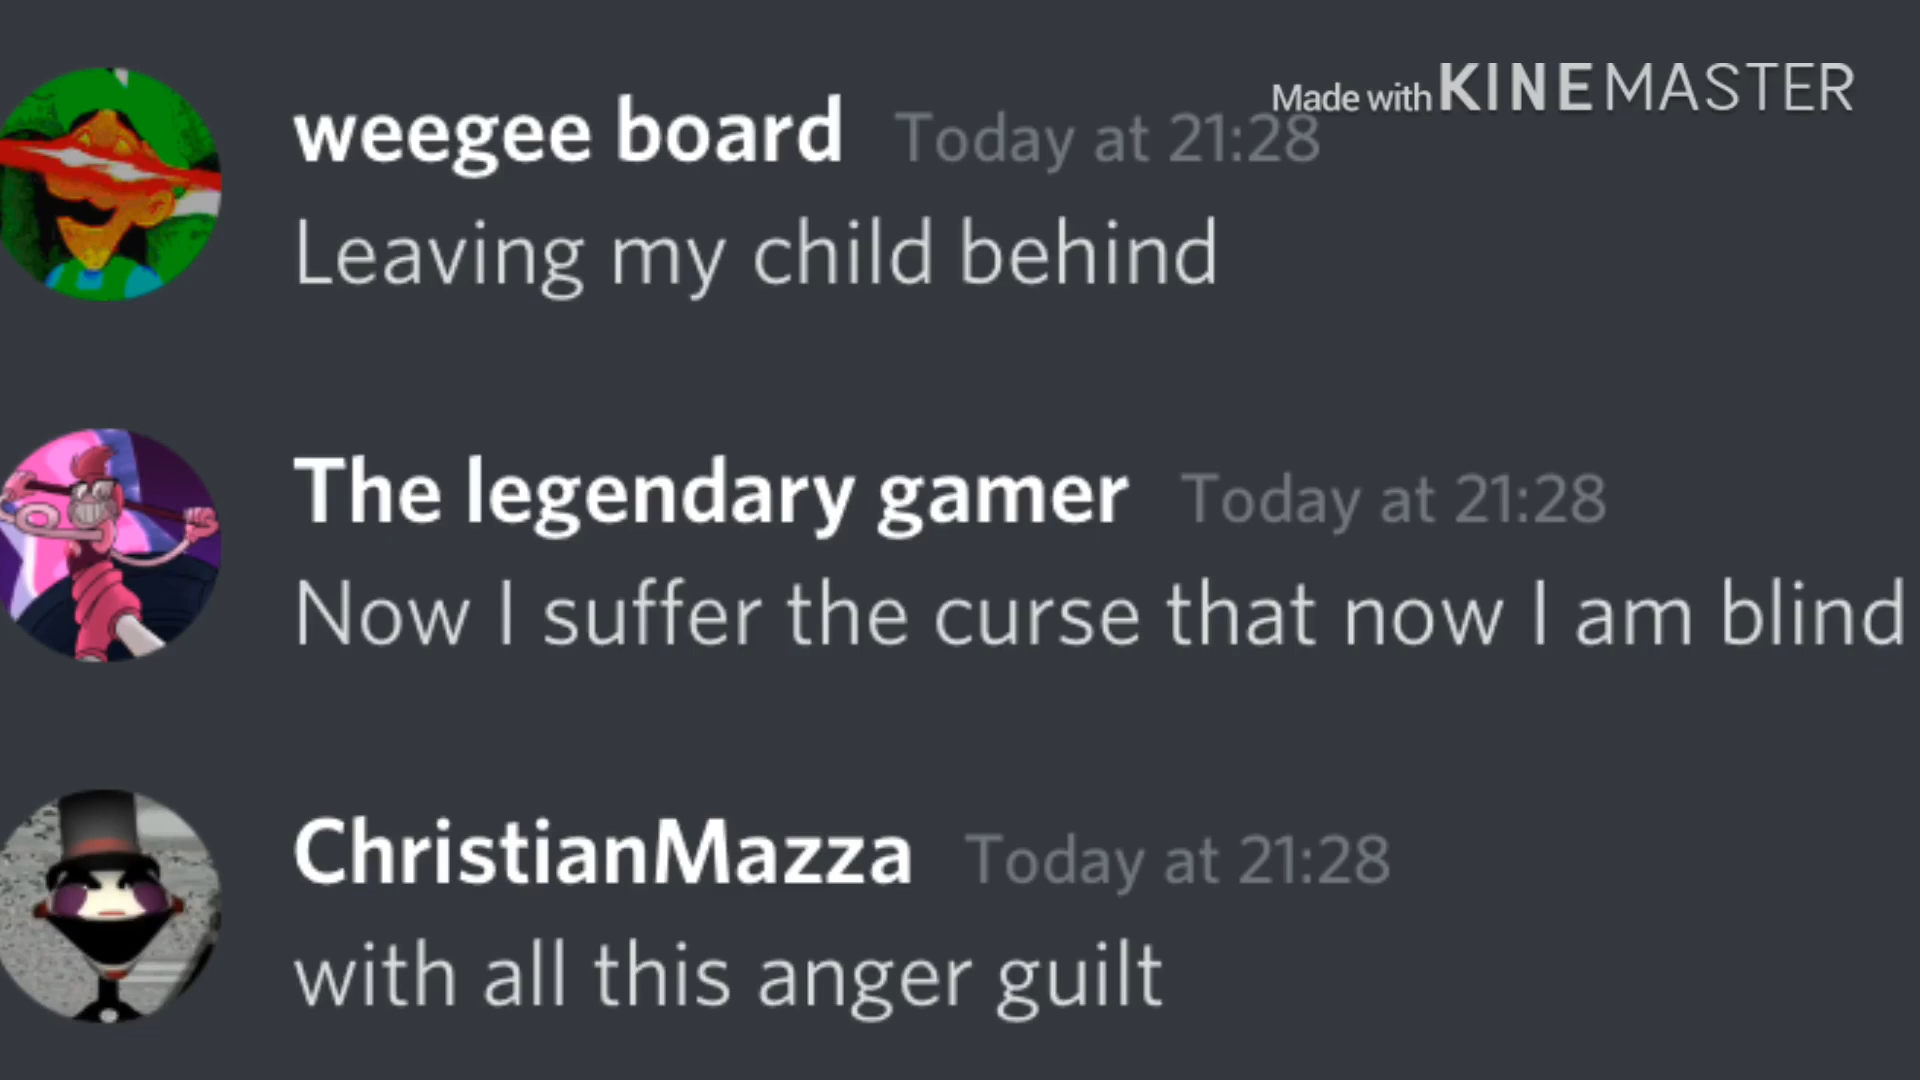 Made with KINEMASTER
weegee board Today at 21:28
Leaving my child behind
The legendary gamer Today at 21:28
Now I suffer the curse that now I am blind
ChristianMazza Today at 21:28
with all this anger guilt